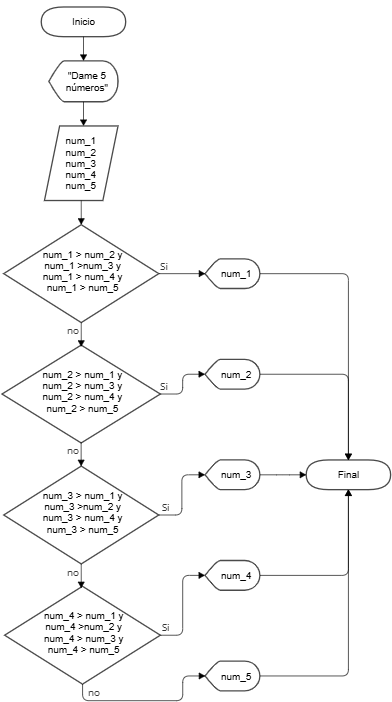 Inicio
"Dame 5
números"
num_1
num_2
num_3
num_4
num_5
num_1 > num_2 y
num_1 >num_3 y
num_1 > num_4 y
num_1 > num_5
Si
num_1
no
num_2 > num_1 y
num_2 > num_3 y
num_2 > num_4 y
num_2 > num_5
Si
num_2
no
num_3 > num_1 y
num_3 >num_2 y
num_3 > num_4 y
num_3 > num_5
Si
num_3
Final
no
num_4 > num_1 y
num_4 >num_2 y
num_4 > num_3 y
num_4 > num_5
Si
num_4
no
num_5